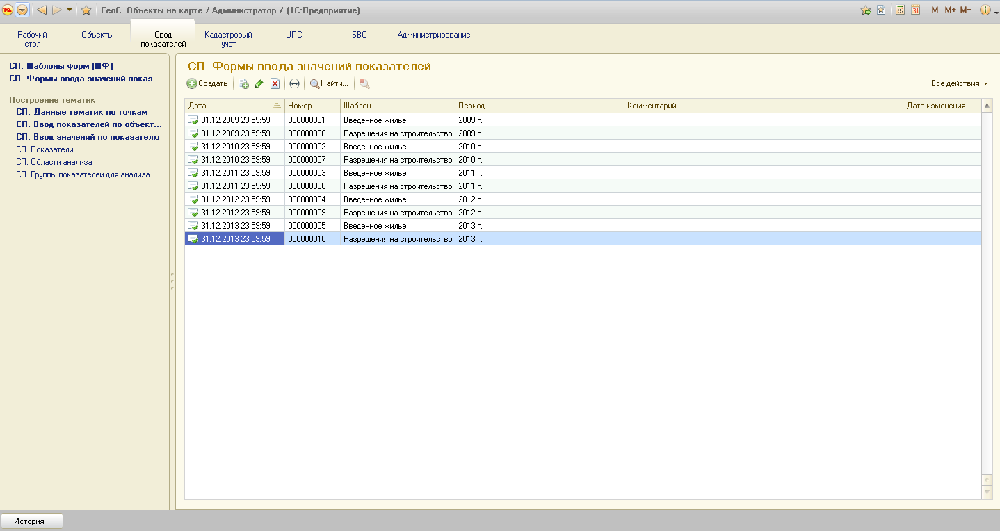 1С ГеоС. Объекты на карте / Администратор / (1С:Предприятие) 31 M M+ M-
Рабочий стол
Объекты
Свод показателей
Кадастровый учет
УПС
БВС
Администрирование
СП. Шаблоны форм (ШФ)
СП. Формы ввода значений показ...
Построение тематик
СП. Данные тематик по точкам
СП. Ввод показателей по объект...
СП. Ввод значений по показателю
СП. Показатели
СП. Области анализа
СП. Группы показателей для анализа
СП. Формы ввода значений показателей
Создать Найти... Все действия
Дата Номер Шаблон Период Комментарий Дата изменения
31.12.2009 23:59:59 000000001 Введенное жилье 2009 г.
31.12.2009 23:59:59 000000006 Разрешения на строительство 2009 г.
31.12.2010 23:59:59 000000002 Введенное жилье 2010 г.
31.12.2010 23:59:59 000000007 Разрешения на строительство 2010 г.
31.12.2011 23:59:59 000000003 Введенное жилье 2011 г.
31.12.2011 23:59:59 000000008 Разрешения на строительство 2011 г.
31.12.2012 23:59:59 000000004 Введенное жилье 2012 г.
31.12.2012 23:59:59 000000009 Разрешения на строительство 2012 г.
31.12.2013 23:59:59 000000005 Введенное жилье 2013 г.
31.12.2013 23:59:59 000000010 Разрешения на строительство 2013 г.
История...